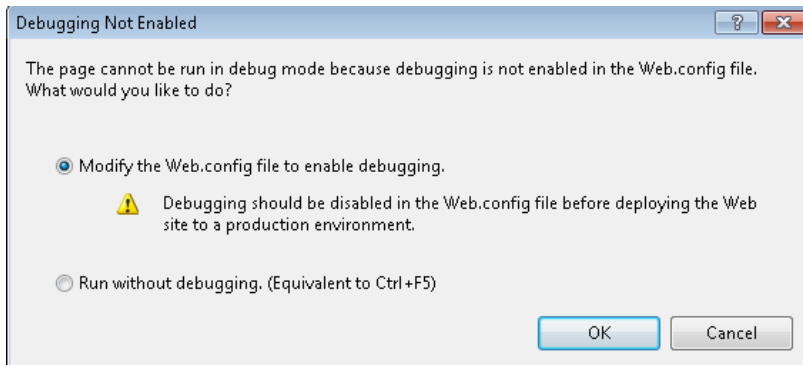 Debugging Not Enabled
The page cannot be run in debug mode because debugging is not enabled in the Web.config file.
What would you like to do?
Modify the Web.config file to enable debugging.
Debugging should be disabled in the Web.config file before deploying the Web
site to a production environment.
Run without debugging. (Equivalent to Ctrl+F5)
OK Cancel